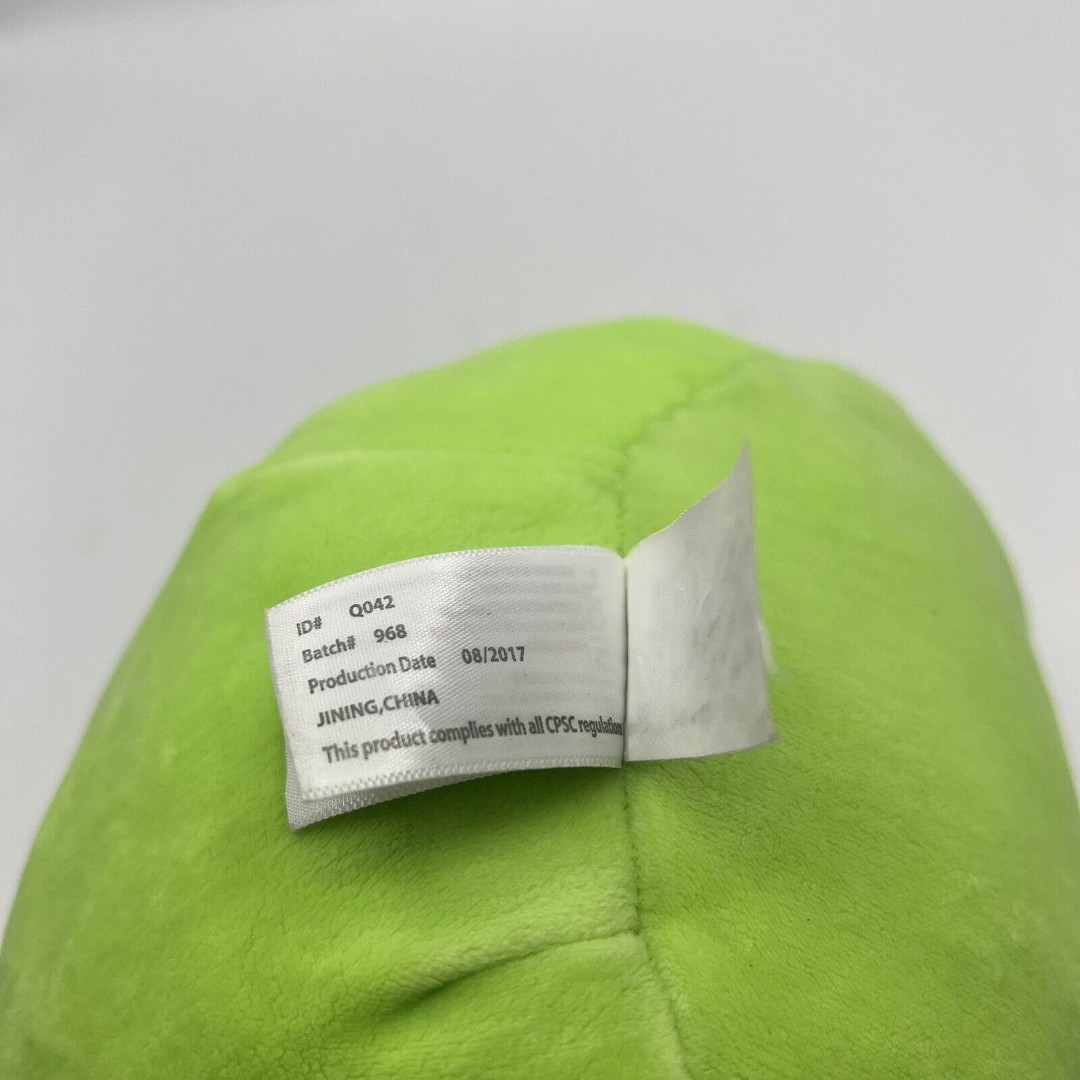 ID# Q042
Batch# 968
Production Date 08/2017
JINING,CHINA
This product complies with all CPSC regulations